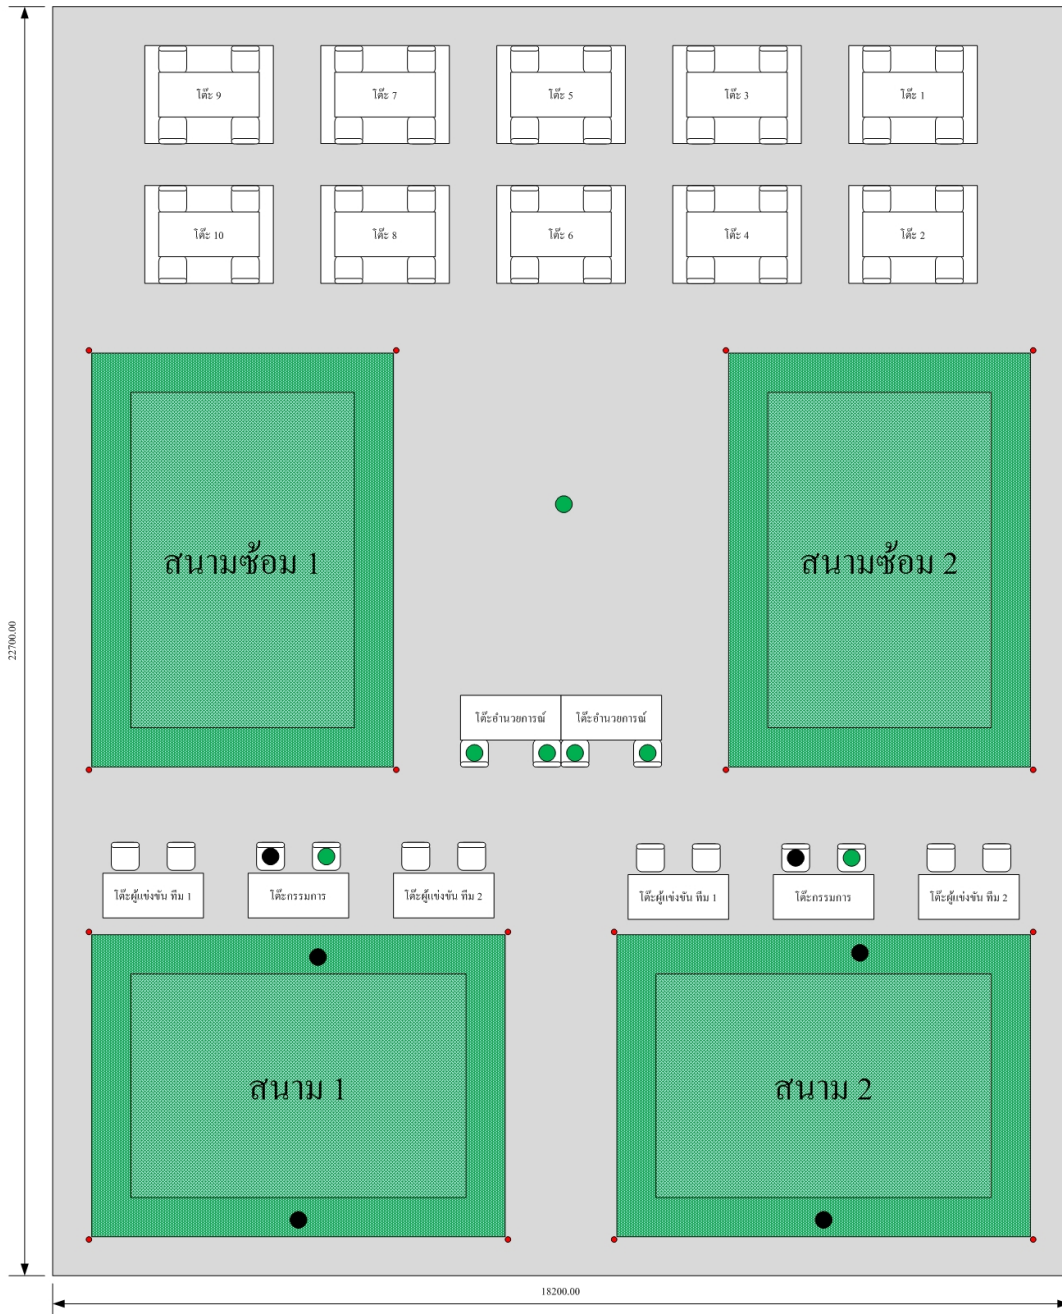 โต๊ะ 9
โต๊ะ 7
โต๊ะ 5
โต๊ะ 3
โต๊ะ 1
โต๊ะ 10
โต๊ะ 8
โต๊ะ 6
โต๊ะ 4
โต๊ะ 2
สนามซ้อม 1
สนามซ้อม 2
22700.00
โต๊ะอำนวยการณ์
โต๊ะอำนวยการณ์
โต๊ะผู้แข่งขัน ทีม 1
โต๊ะกรรมการ
โต๊ะผู้แข่งขัน ทีม 2
โต๊ะผู้แข่งขัน ทีม 1
โต๊ะกรรมการ
โต๊ะผู้แข่งขัน ทีม 2
สนาม 1
สนาม 2
18200.00